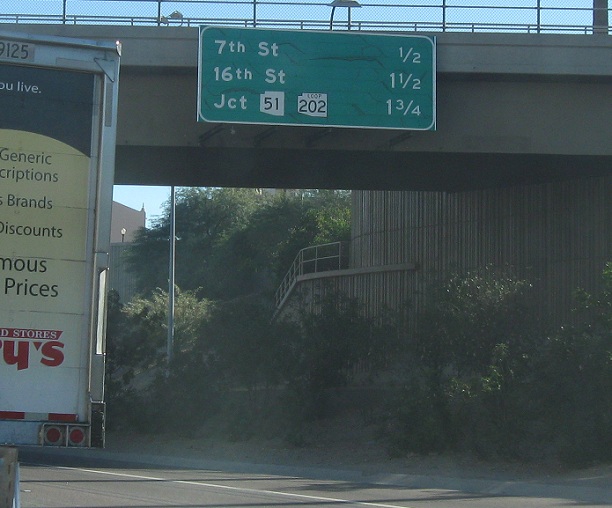 7th St 1/2
16th St 1 1/2
Jct 51 LOOP 202 1 3/4
9125
ou live.
Generic
criptions
s Brands
Discounts
mous
Prices
D STORES
y's